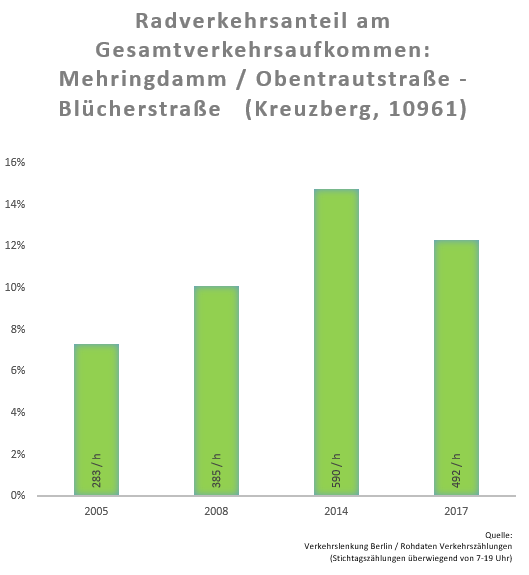 Radverkehrsanteil am
Gesamtverkehrsaufkommen:
Mehringdamm / Obentrautstraße -
Blücherstraße (Kreuzberg, 10961)
16%
14%
12%
10%
8%
6%
4%
2%
0%
283 / h
385 / h
590 / h
492 / h
2005
2008
2014
2017
Quelle:
Verkehrslenkung Berlin / Rohdaten Verkehrszählungen
(Stichtagszählungen überwiegend von 7-19 Uhr)